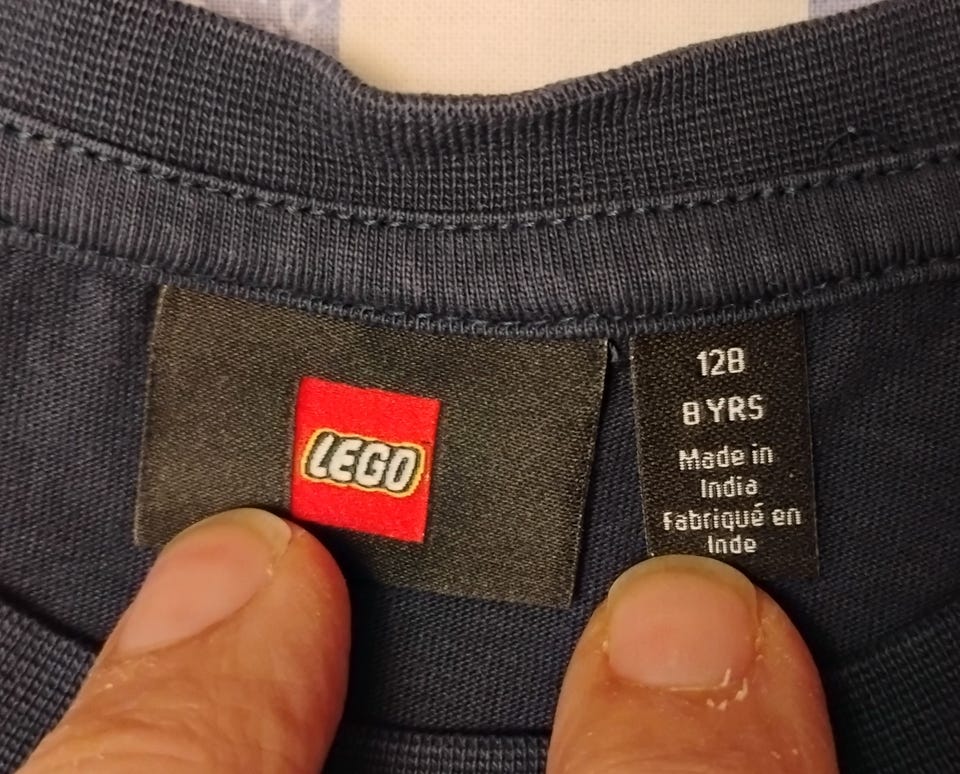 LEGO
128
8 YRS
Made in
India
Fabriqué en
Inde